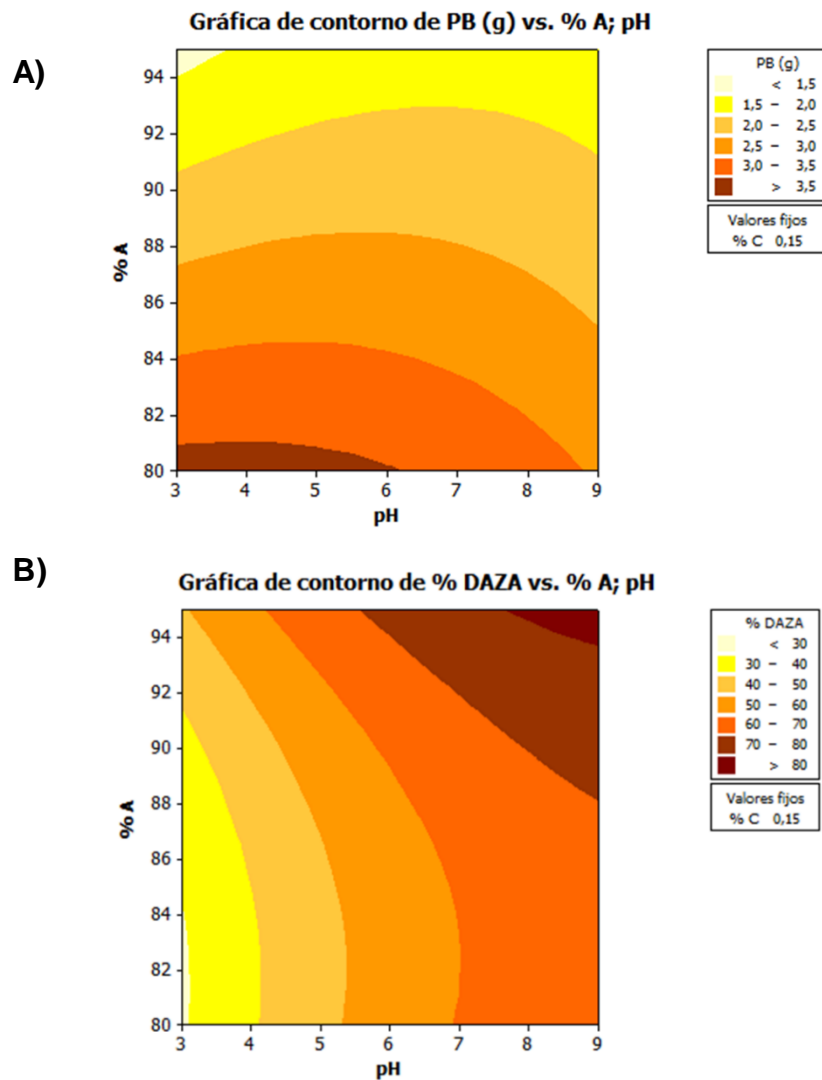 Gráfica de contorno de PB (g) vs. % A; pH
A)
% A
94
92
90
88
86
84
82
80
3 4 5 6 7 8 9
pH
PB (g)
< 1,5
1,5 – 2,0
2,0 – 2,5
2,5 – 3,0
3,0 – 3,5
> 3,5
Valores fijos
% C 0,15
B)
Gráfica de contorno de % DAZA vs. % A; pH
% A
94
92
90
88
86
84
82
80
3 4 5 6 7 8 9
pH
% DAZA
< 30
30 – 40
40 – 50
50 – 60
60 – 70
70 – 80
> 80
Valores fijos
% C 0,15